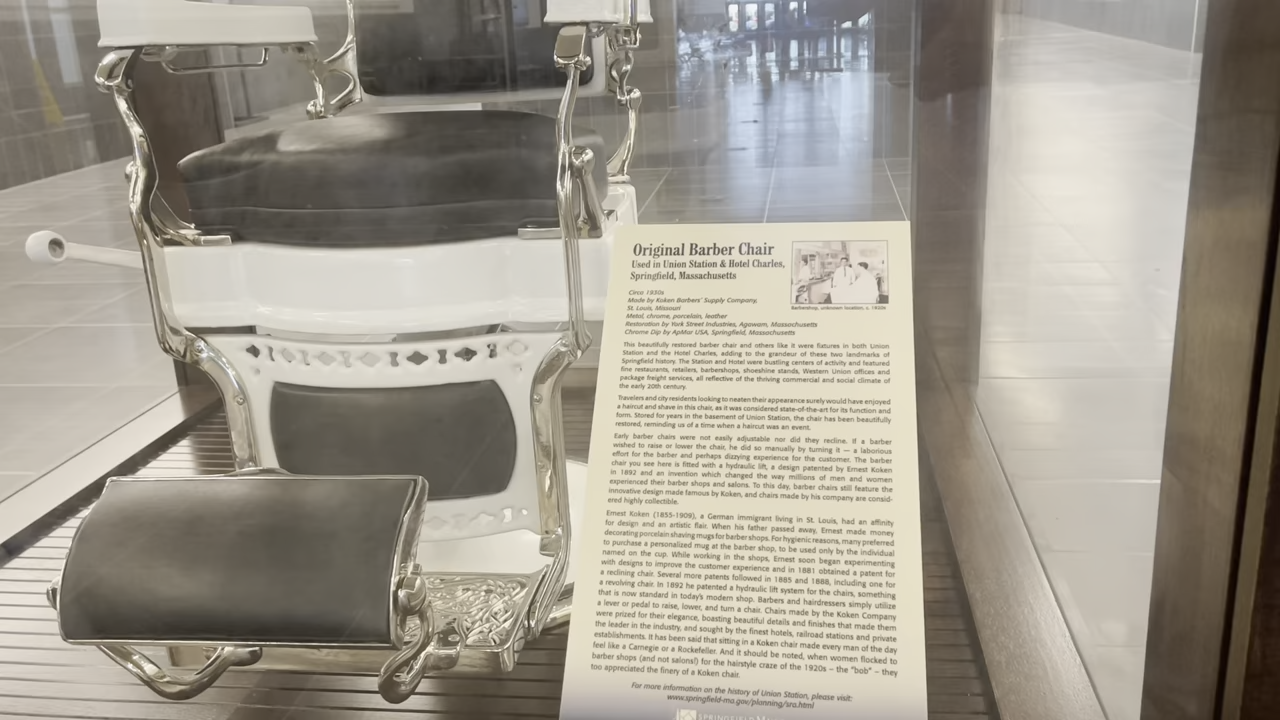 Original Barber Chair
Used in Union Station & Hotel Charles,
Springfield, Massachusetts
Barbershop, unknown location, c. 1920s
Circa 1930s
Made by Koken Barbers' Supply Company,
St. Louis, Missouri
Metal, chrome, porcelain, leather
Restoration by York Street Industries, Agawam, Massachusetts
Chrome Dip by ApMar USA, Springfield, Massachusetts
This beautifully restored barber chair and others like it were fixtures in both Union
Station and the Hotel Charles, adding to the grandeur of these two landmarks of
Springfield history. The Station and Hotel were bustling centers of activity and featured
fine restaurants, retailers, barbershops, shoeshine stands, Western Union offices and
package freight services, all reflective of the thriving commercial and social climate of
the early 20th century.
Travelers and city residents looking to neaten their appearance surely would have enjoyed
a haircut and shave in this chair, as it was considered state-of-the-art for its function and
form. Stored for years in the basement of Union Station, the chair has been beautifully
restored, reminding us of a time when a haircut was an event.
Early barber chairs were not easily adjustable nor did they recline. If a barber
wished to raise or lower the chair, he did so manually by turning it — a laborious
effort for the barber and perhaps dizzying experience for the customer. The barber
chair you see here is fitted with a hydraulic lift, a design patented by Ernest Koken
in 1892 and an invention which changed the way millions of men and women
experienced their barber shops and salons. To this day, barber chairs still feature the
innovative design made famous by Koken, and chairs made by his company are consid-
ered highly collectible.
Ernest Koken (1855-1909), a German immigrant living in St. Louis, had an affinity
for design and an artistic flair. When his father passed away, Ernest made money
decorating porcelain shaving mugs for barber shops. For hygienic reasons, many preferred
to purchase a personalized mug at the barber shop, to be used only by the individual
named on the cup. While working in the shops, Ernest soon began experimenting
with designs to improve the customer experience and in 1881 obtained a patent for
a reclining chair. Several more patents followed in 1885 and 1888, including one for
a revolving chair. In 1892 he patented a hydraulic lift system for the chairs, something
that is now standard in today's modern shop. Barbers and hairdressers simply utilize
a lever or pedal to raise, lower, and turn a chair. Chairs made by the Koken Company
were prized for their elegance, boasting beautiful details and finishes that made them
the leader in the industry, and sought by the finest hotels, railroad stations and private
establishments. It has been said that sitting in a Koken chair made every man of the day
feel like a Carnegie or a Rockefeller. And it should be noted, when women flocked to
barber shops (and not salons!) for the hairstyle craze of the 1920s – the "bob" – they
too appreciated the finery of a Koken chair.
For more information on the history of Union Station, please visit:
www.springfield-ma.gov/planning/sra.html
SPRINGFIELD